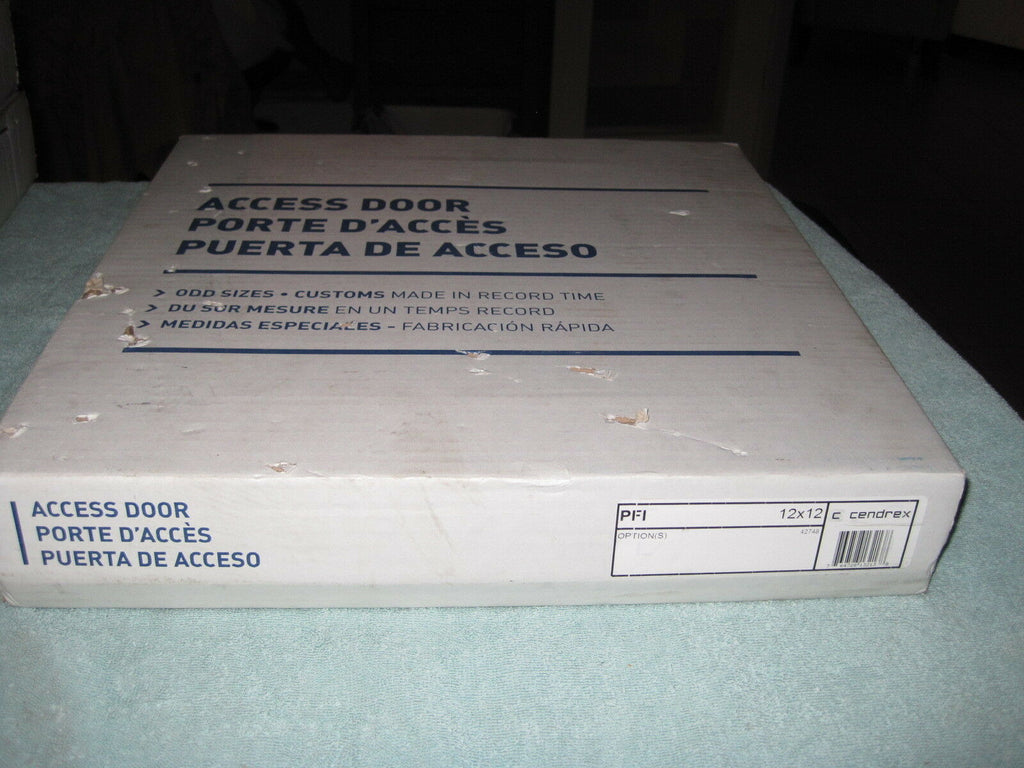 ACCESS DOOR
PORTE D'ACCÈS
PUERTA DE ACCESO
> ODD SIZES • CUSTOMS MADE IN RECORD TIME
> DU SUR MESURE EN UN TEMPS RECORD
> MEDIDAS ESPECIALES - FABRICACIÓN RÁPIDA
ACCESS DOOR
PORTE D'ACCÈS
PUERTA DE ACCESO
PFI 12x12
cendrex
OPTION(S)